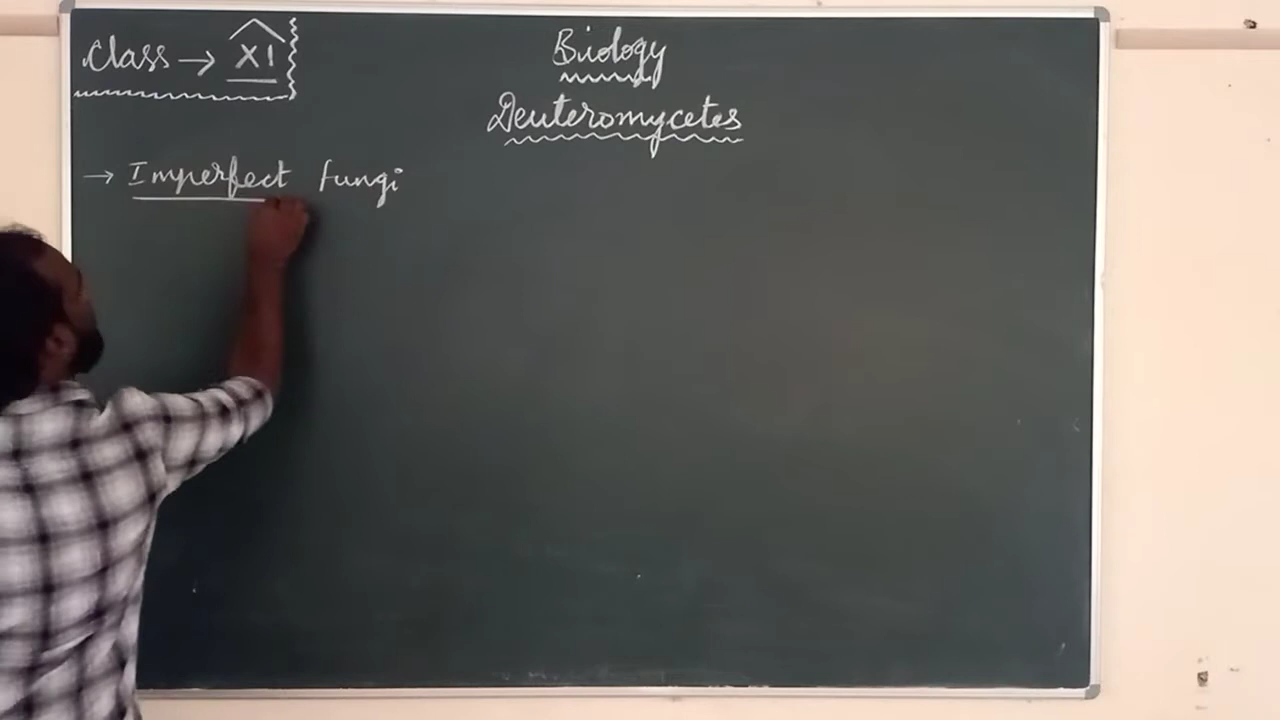 Class → XI
Biology
Deuteromycetes
→ Imperfect fungi